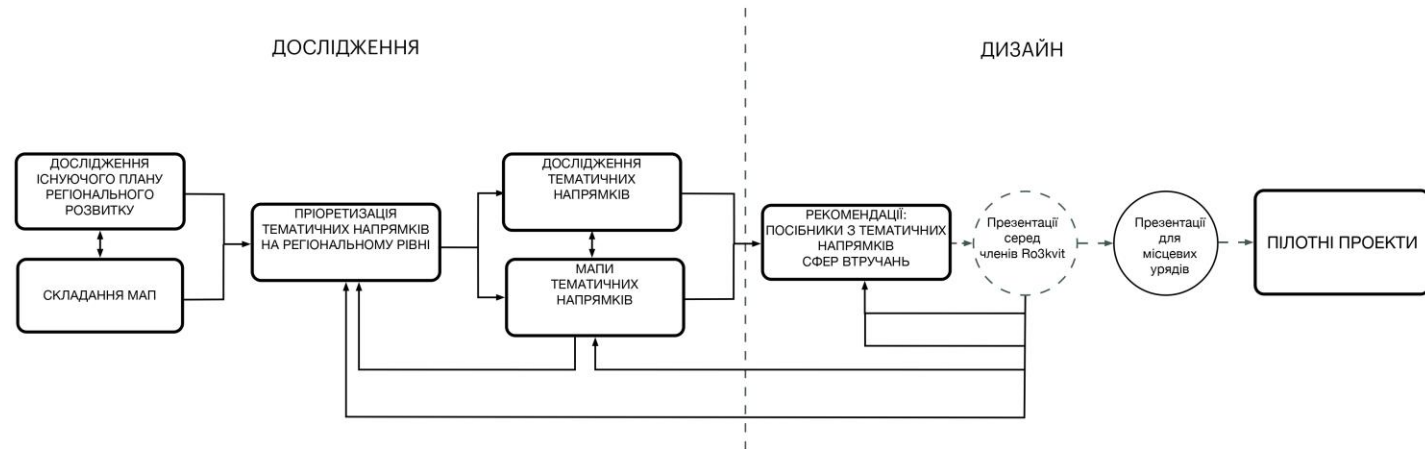 ДОСЛІДЖЕННЯ
ДИЗАЙН
ДОСЛІДЖЕННЯ
ІСНУЮЧОГО ПЛАНУ
РЕГІОНАЛЬНОГО
РОЗВИТКУ
СКЛАДАННЯ МАП
ПРІОРЕТИЗАЦІЯ
ТЕМАТИЧНИХ НАПРЯМКІВ
НА РЕГІОНАЛЬНОМУ РІВНІ
ДОСЛІДЖЕННЯ
ТЕМАТИЧНИХ
НАПРЯМКІВ
МАПИ
ТЕМАТИЧНИХ
НАПРЯМКІВ
РЕКОМЕНДАЦІЇ:
ПОСІБНИКИ З ТЕМАТИЧНИХ
НАПРЯМКІВ
СФЕР ВТРУЧАНЬ
Презентації
серед
членів Ro3kvit
Презентації
для
місцевих
урядів
ПІЛОТНІ ПРОЕКТИ